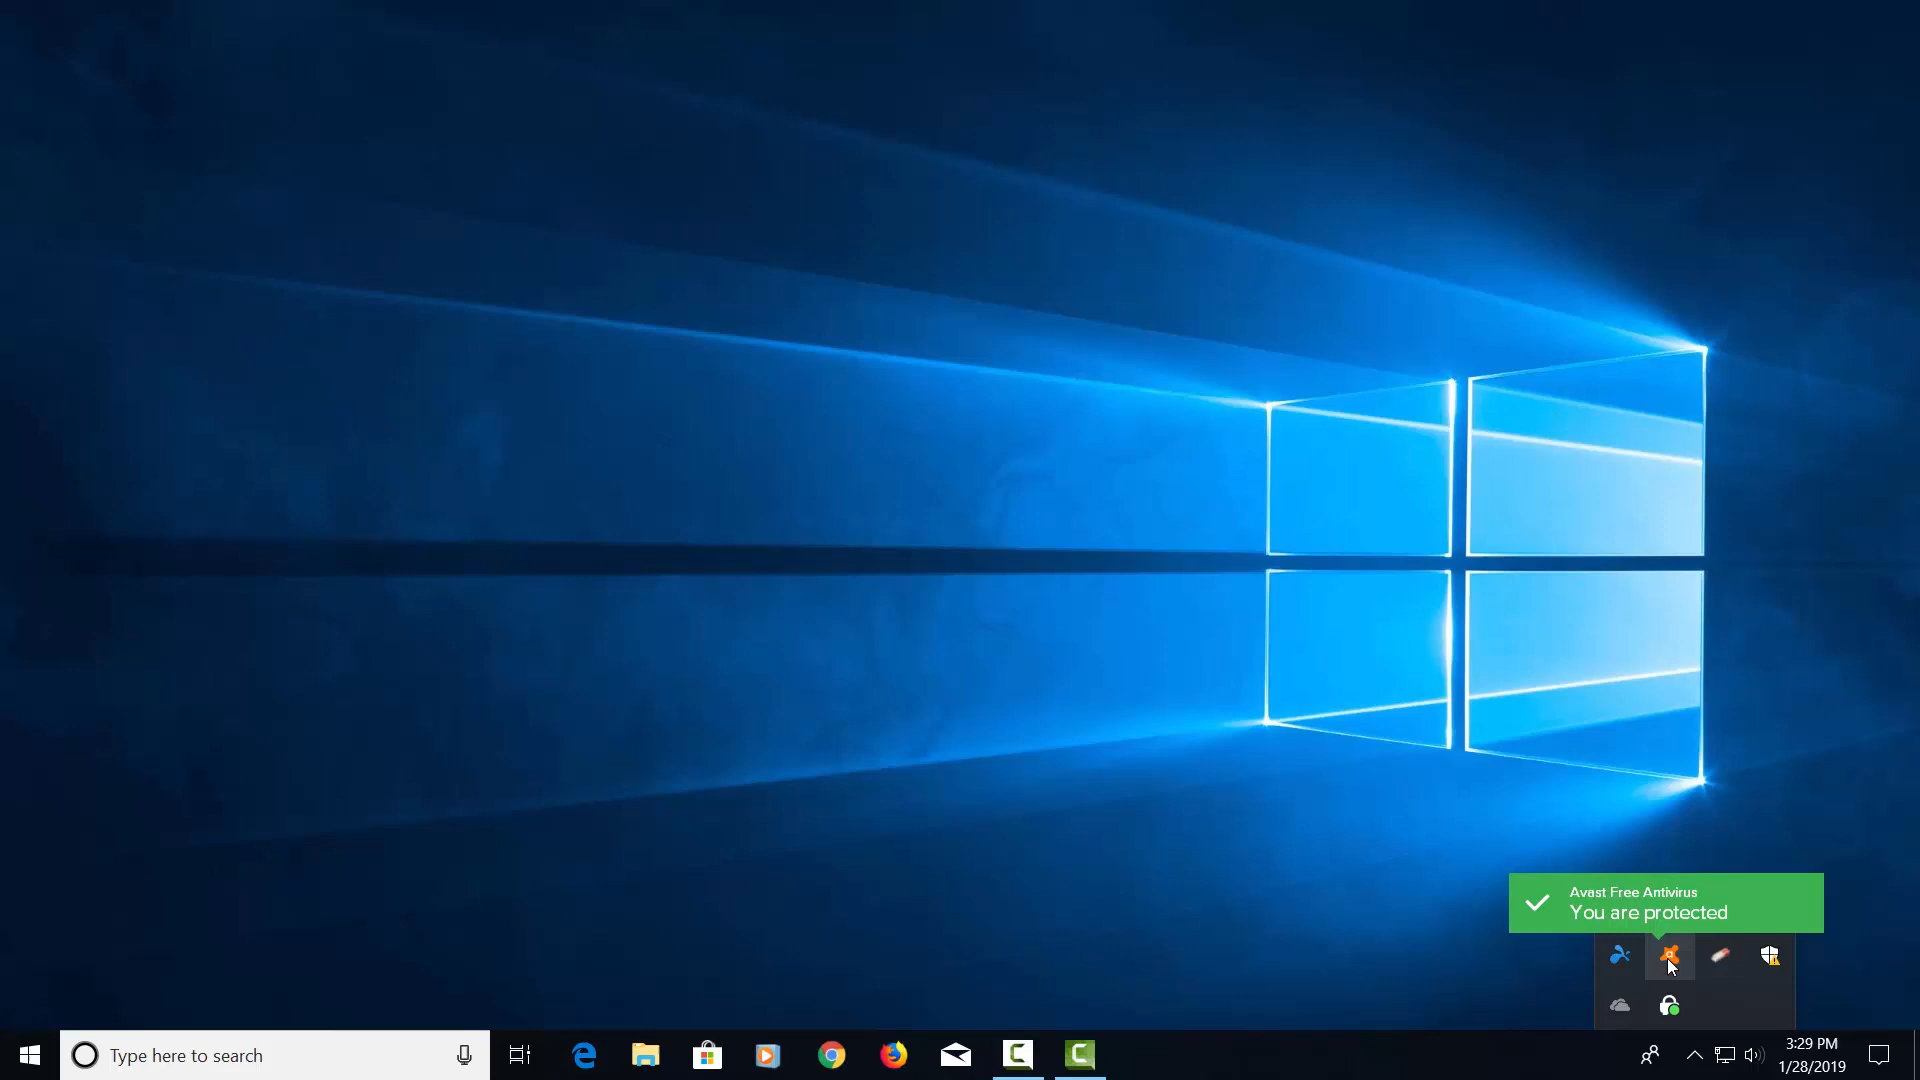 Avast Free Antivirus
You are protected
Type here to search
3:29 PM
1/28/2019